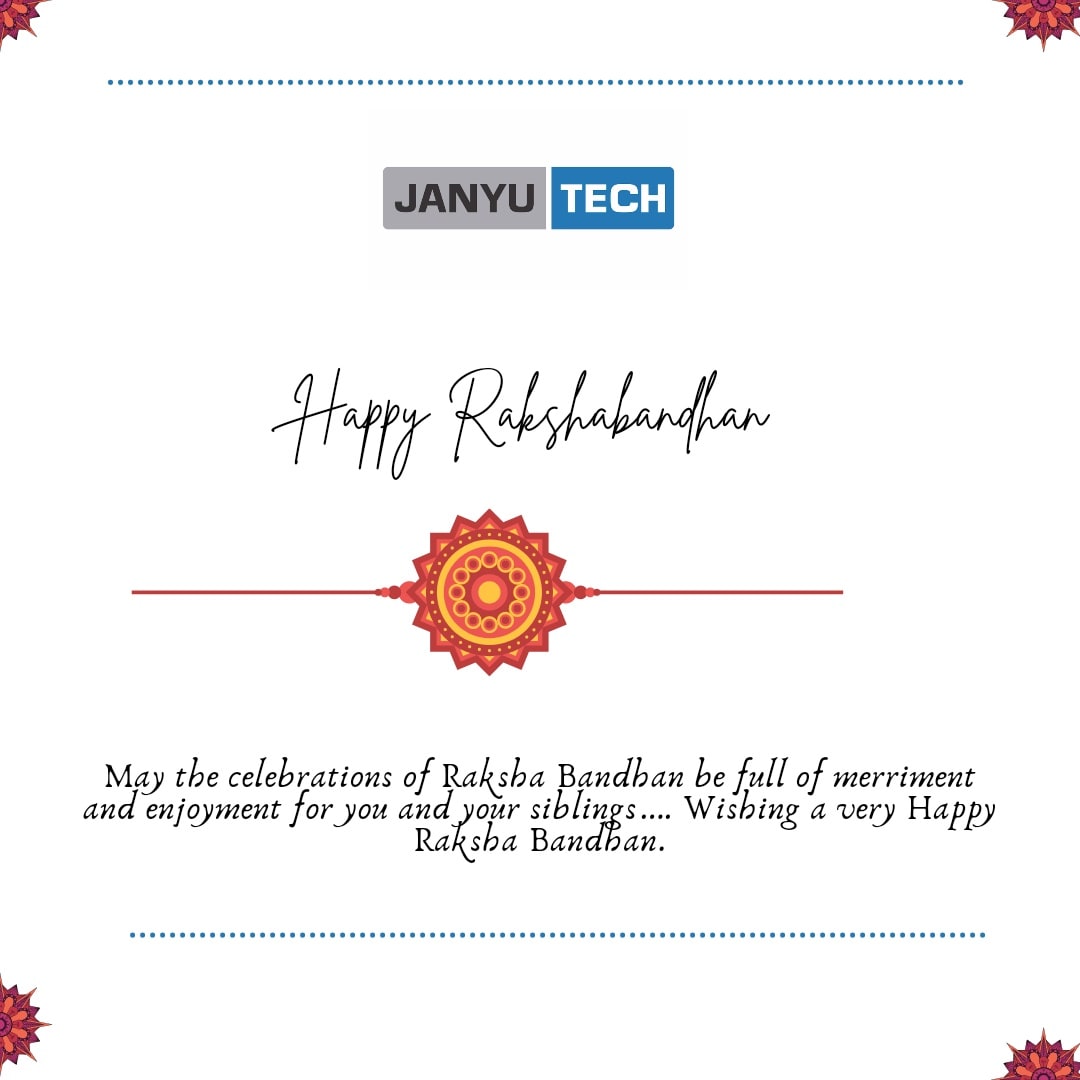 JANYU TECH
Happy Rakshabandhan
May the celebrations of Raksha Bandhan be full of merriment
and enjoyment for you and your siblings.... Wishing a very Happy
Raksha Bandhan.